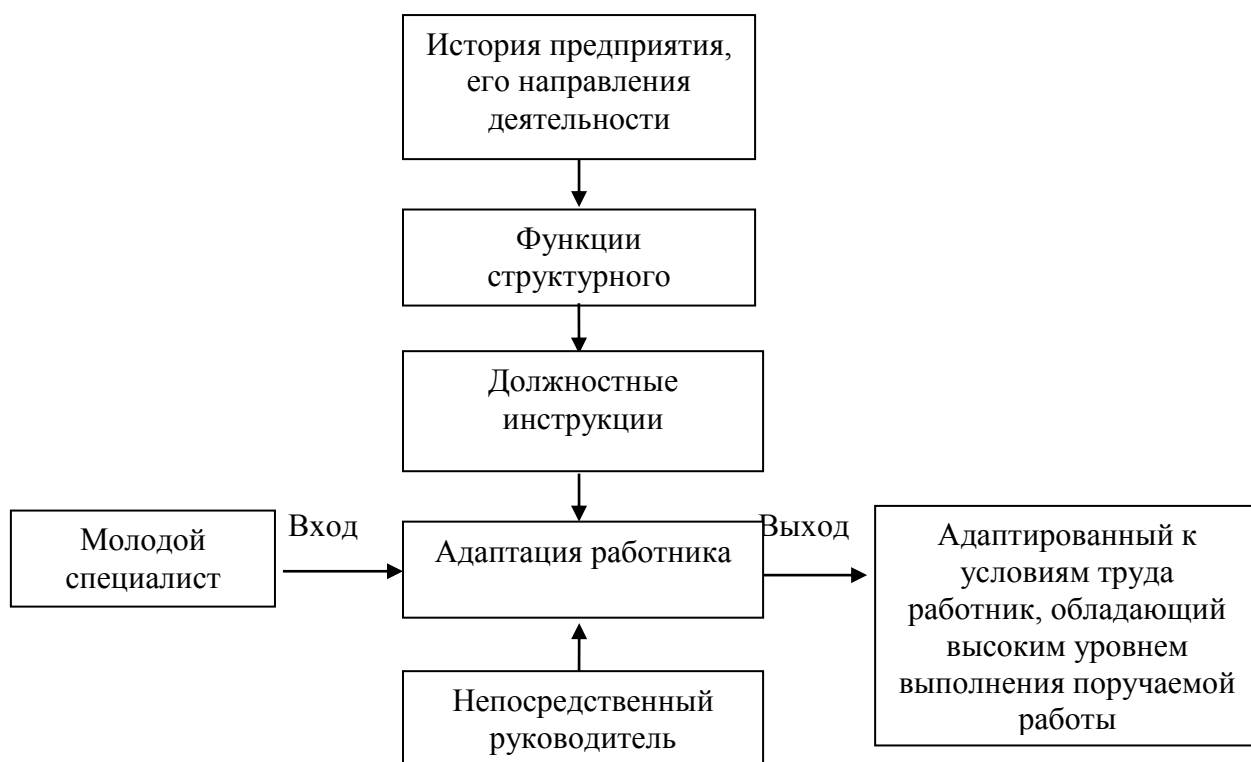 История предприятия,
его направления
деятельности
Функции
структурного
Должностные
инструкции
Молодой
специалист
Вход
Адаптация работника
Выход
Адаптированный к
условиям труда
работник, обладающий
высоким уровнем
выполнения поручаемой
работы
Непосредственный
руководитель